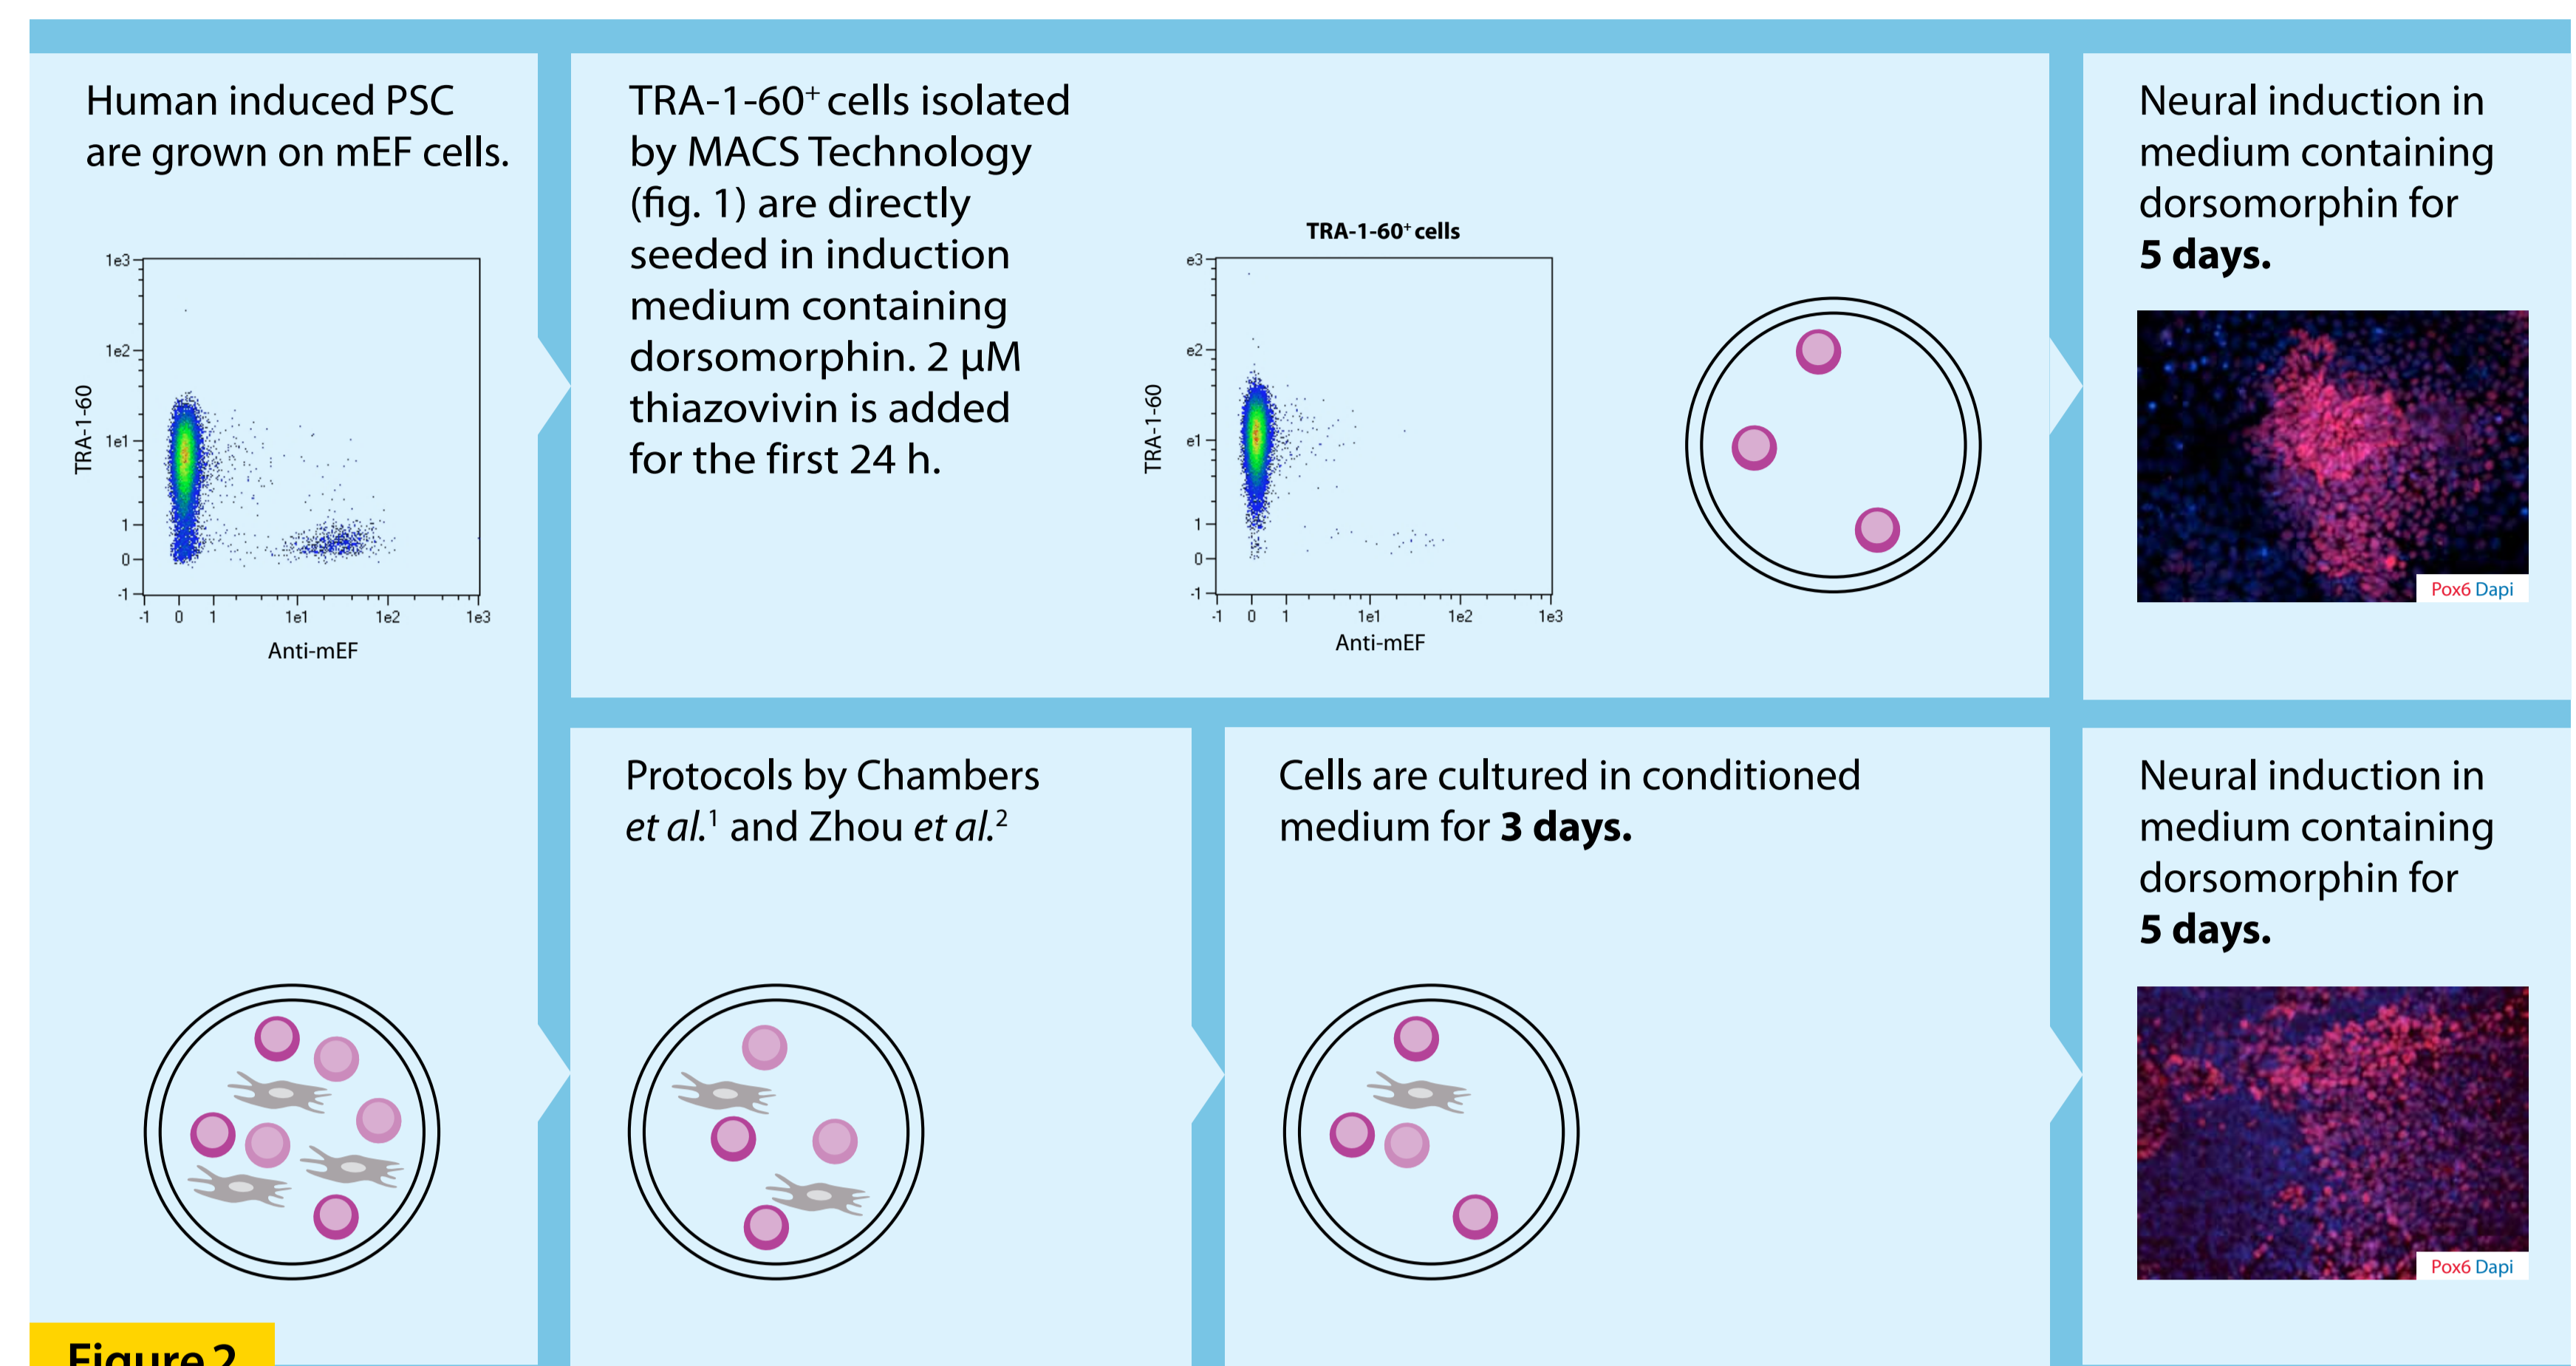 Human induced PSC
are grown on mEF cells.
1e3
1e2
1e1
1
0
-1
TRA-1-60
-1 0 1 1e1 1e2 1e3
Anti-mEF
TRA-1-60⁺ cells isolated
by MACS Technology
(fig. 1) are directly
seeded in induction
medium containing
dorsomorphin. 2 µM
thiazovivin is added
for the first 24 h.
TRA-1-60⁺ cells
e3
e2
e1
1
0
-1
TRA-1-60
-1 0 1 1e1 1e2 1e3
Anti-mEF
Neural induction in
medium containing
dorsomorphin for
5 days.
Pox6 Dapi
Protocols by Chambers
et al.¹ and Zhou et al.²
Cells are cultured in conditioned
medium for 3 days.
Neural induction in
medium containing
dorsomorphin for
5 days.
Pox6 Dapi
Figure 2